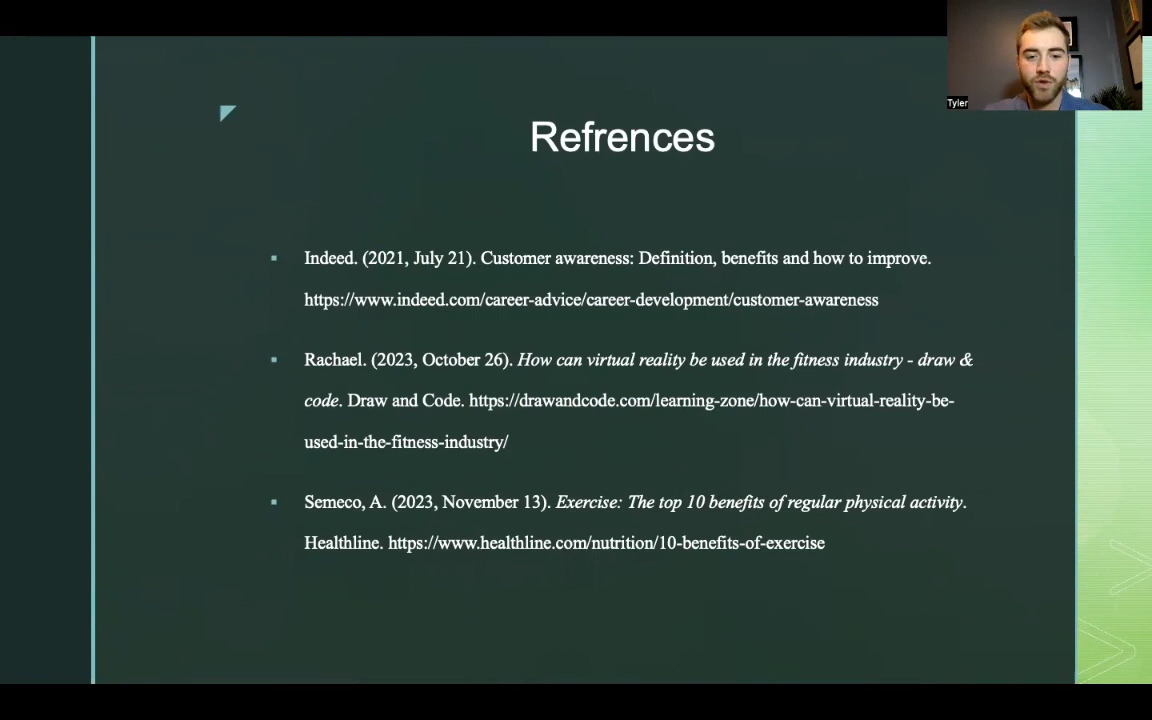 Tyler
Refrences
Indeed. (2021, July 21). Customer awareness: Definition, benefits and how to improve.
https://www.indeed.com/career-advice/career-development/customer-awareness
Rachael. (2023, October 26). How can virtual reality be used in the fitness industry - draw &
code. Draw and Code. https://drawandcode.com/learning-zone/how-can-virtual-reality-be-
used-in-the-fitness-industry/
Semeco, A. (2023, November 13). Exercise: The top 10 benefits of regular physical activity.
Healthline. https://www.healthline.com/nutrition/10-benefits-of-exercise